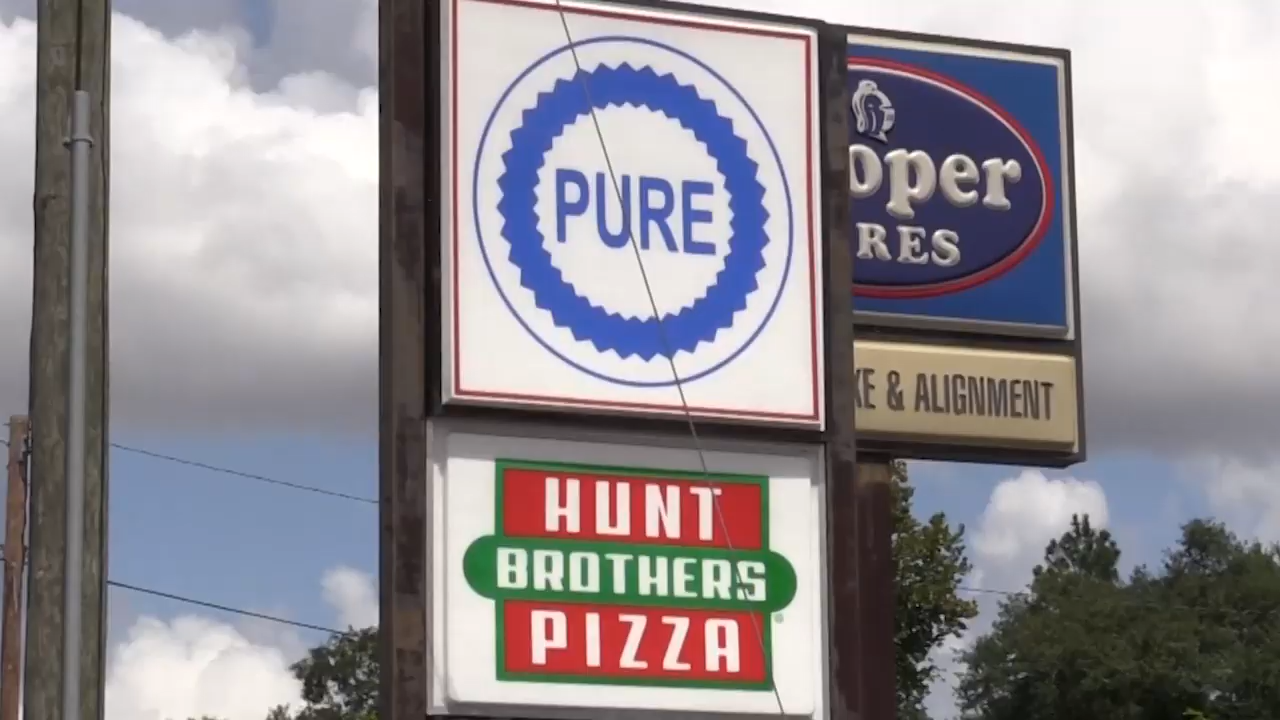 PURE
HUNT
BROTHERS
PIZZA
oper
RES
KE & ALIGNMENT